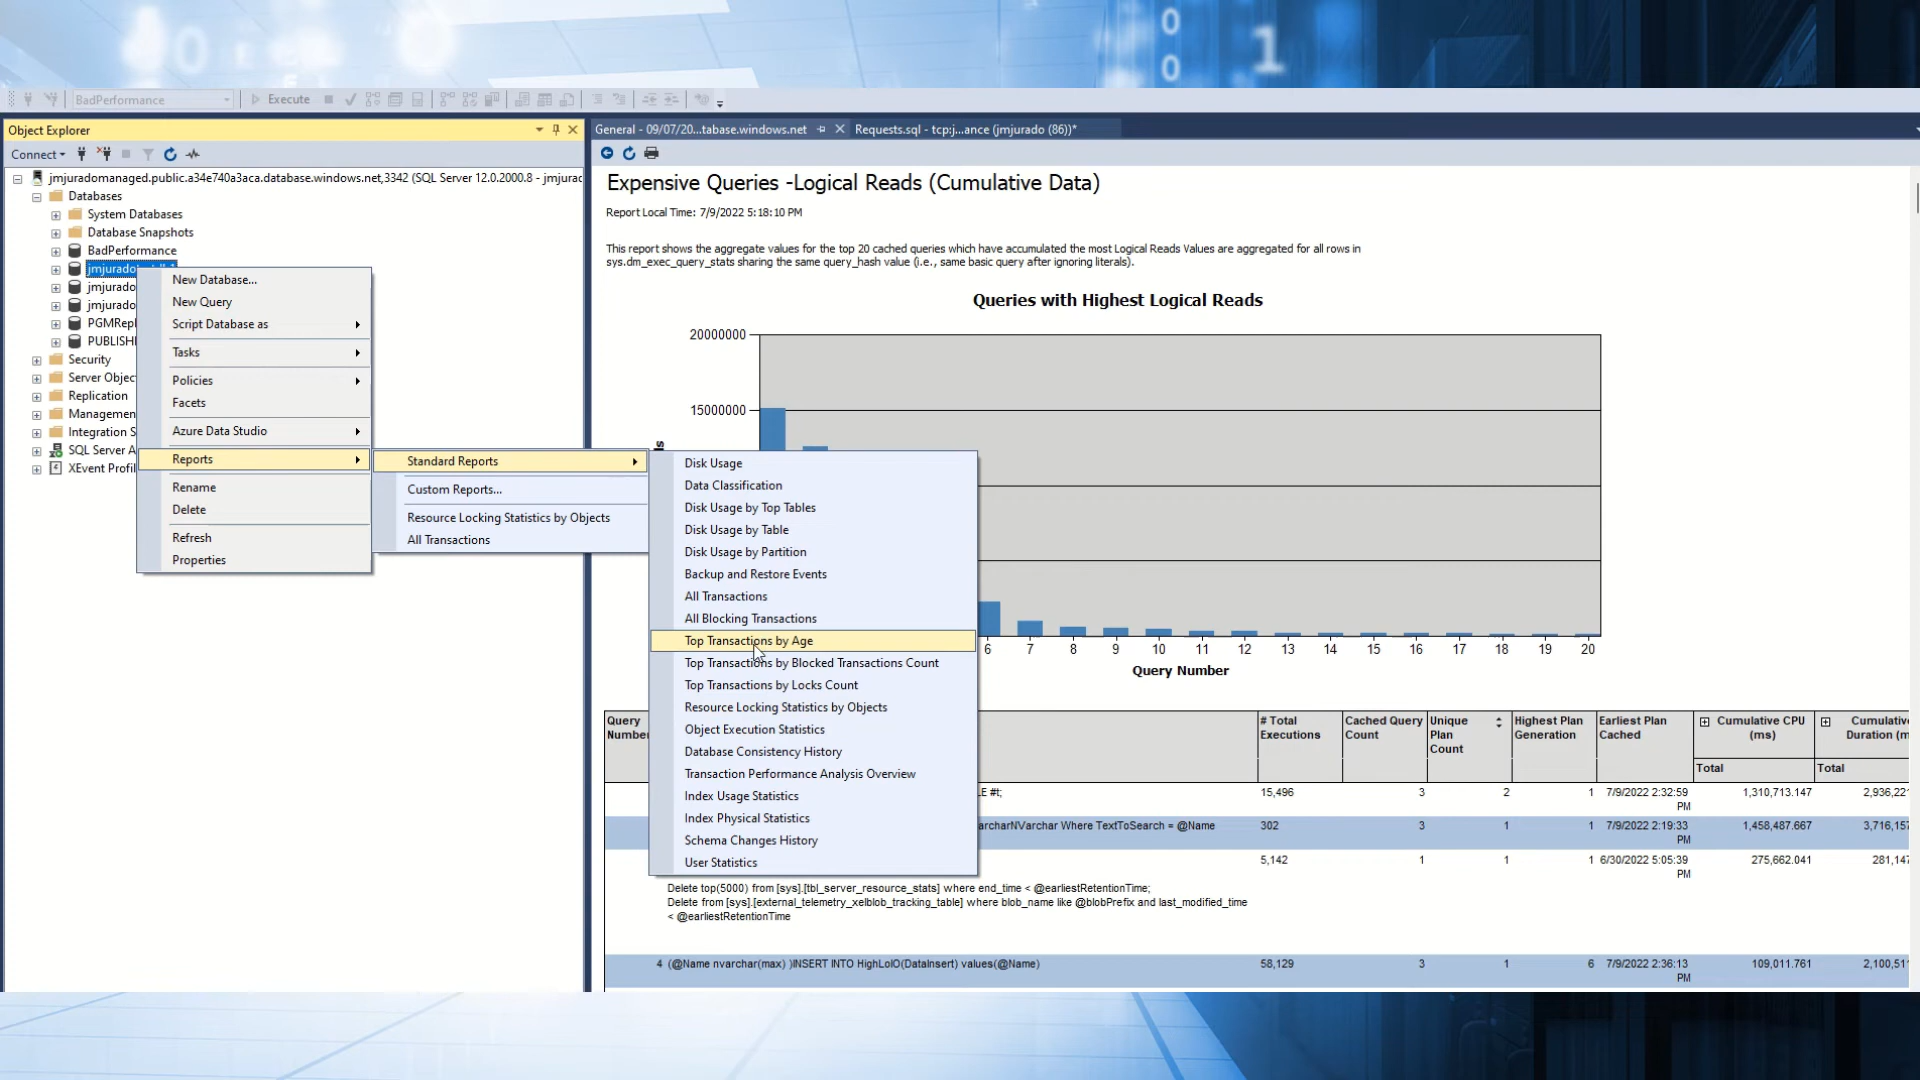 BadPerformance
Execute
Object Explorer
General - 09/07/20...tabase.windows.net
Requests.sql - tcp:j...ance (jmjurado (86))*
Connect
jmjuradomanaged.public.a34e740a3aca.database.windows.net,3342 (SQL Server 12.0.2000.8 - jmjurad
Databases
System Databases
Database Snapshots
BadPerformance
jmjurado
jmjurado
jmjurado
PGMRepl
PUBLISH
Security
Server Objec
Replication
Managemen
Integration S
SQL Server A
XEvent Profil
New Database...
New Query
Script Database as
Tasks
Policies
Facets
Azure Data Studio
Reports
Rename
Delete
Refresh
Properties
Standard Reports
Custom Reports...
Resource Locking Statistics by Objects
All Transactions
Disk Usage
Data Classification
Disk Usage by Top Tables
Disk Usage by Table
Disk Usage by Partition
Backup and Restore Events
All Transactions
All Blocking Transactions
Top Transactions by Age
Top Transactions by Blocked Transactions Count
Top Transactions by Locks Count
Resource Locking Statistics by Objects
Object Execution Statistics
Database Consistency History
Transaction Performance Analysis Overview
Index Usage Statistics
Index Physical Statistics
Schema Changes History
User Statistics
Expensive Queries -Logical Reads (Cumulative Data)
Report Local Time: 7/9/2022 5:18:10 PM
This report shows the aggregate values for the top 20 cached queries which have accumulated the most Logical Reads Values are aggregated for all rows in
sys.dm_exec_query_stats sharing the same query_hash value (i.e., same basic query after ignoring literals).
Queries with Highest Logical Reads
20000000
15000000
6 7 8 9 10 11 12 13 14 15 16 17 18 19 20
Query Number
Query Number # Total Executions Cached Query Count Unique Plan Count Highest Plan Generation Earliest Plan Cached Cumulative CPU (ms) Cumulativ Duration (m
Total Total
LE #t; 15,496 3 2 1 7/9/2022 2:32:59 PM 1,310,713.147 2,936,22
archarNVarchar Where TextToSearch = @Name 302 3 1 1 7/9/2022 2:19:33 PM 1,458,487.667 3,716,15
5,142 1 1 1 6/30/2022 5:05:39 PM 275,662.041 281,14
Delete top(5000) from [sys].[tbl_server_resource_stats] where end_time < @earliestRetentionTime;
Delete from [sys].[external_telemetry_xelblob_tracking_table] where blob_name like @blobPrefix and last_modified_time
< @earliestRetentionTime
4 (@Name nvarchar(max) )INSERT INTO HighLoIO(DataInsert) values(@Name) 58,129 3 1 6 7/9/2022 2:36:13 PM 109,011.761 2,100,51